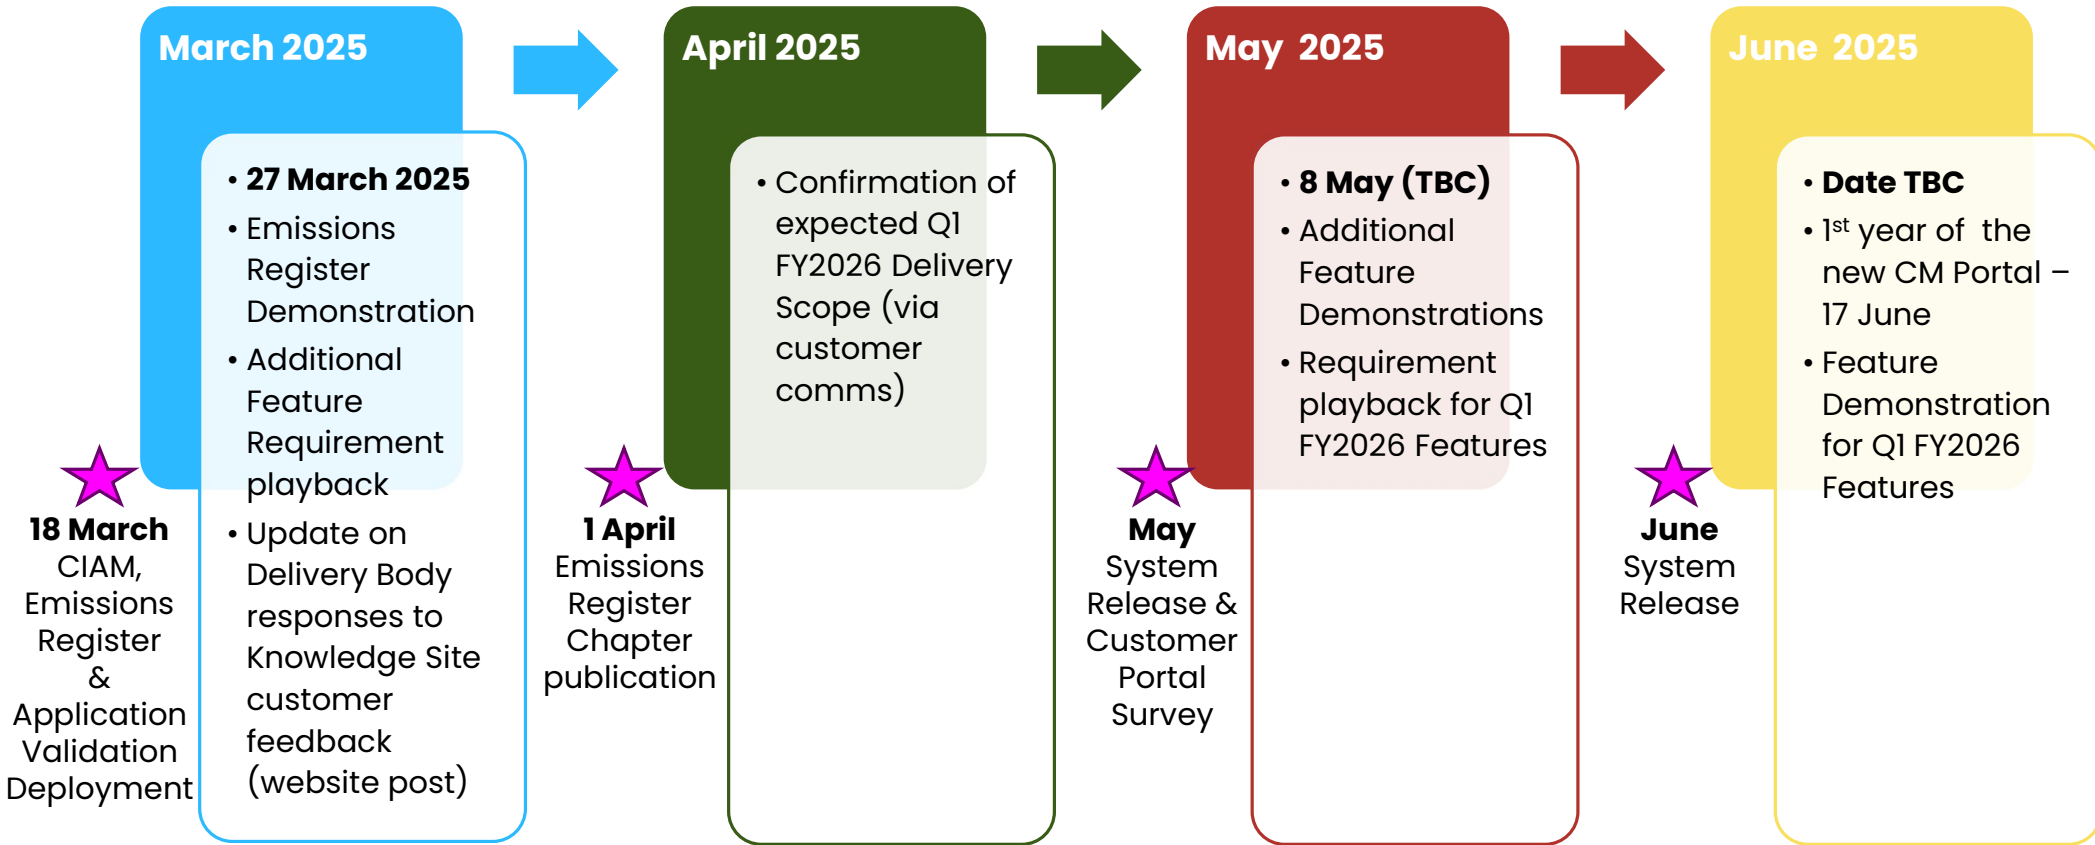 March 2025
• 27 March 2025
• Emissions
Register
Demonstration
• Additional
Feature
Requirement
playback
• Update on
Delivery Body
responses to
Knowledge Site
customer
feedback
(website post)
18 March
CIAM,
Emissions
Register
&
Application
Validation
Deployment
April 2025
• Confirmation of
expected Q1
FY2026 Delivery
Scope (via
customer
comms)
1 April
Emissions
Register
Chapter
publication
May 2025
• 8 May (TBC)
• Additional
Feature
Demonstrations
• Requirement
playback for Q1
FY2026 Features
May
System
Release &
Customer
Portal
Survey
June 2025
• Date TBC
• 1st year of the
new CM Portal –
17 June
• Feature
Demonstration
for Q1 FY2026
Features
June
System
Release